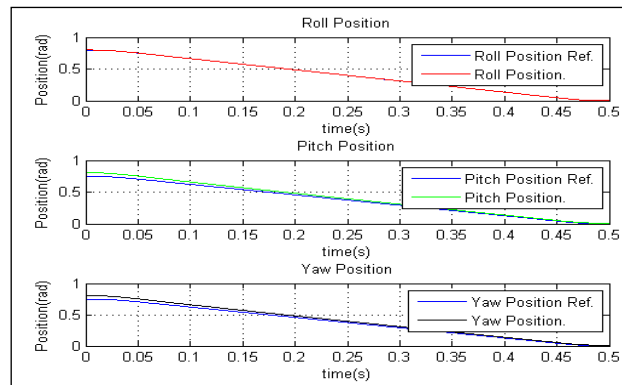 Roll Position
Position(rad)
1
0.5
0
Roll Position Ref.
Roll Position.
0 0.05 0.1 0.15 0.2 0.25 0.3 0.35 0.4 0.45 0.5
time(s)
Pitch Position
Position(rad)
1
0.5
0
Pitch Position Ref.
Pitch Position.
0 0.05 0.1 0.15 0.2 0.25 0.3 0.35 0.4 0.45 0.5
time(s)
Yaw Position
Position(rad)
1
0.5
0
Yaw Position Ref.
Yaw Position.
0 0.05 0.1 0.15 0.2 0.25 0.3 0.35 0.4 0.45 0.5
time(s)